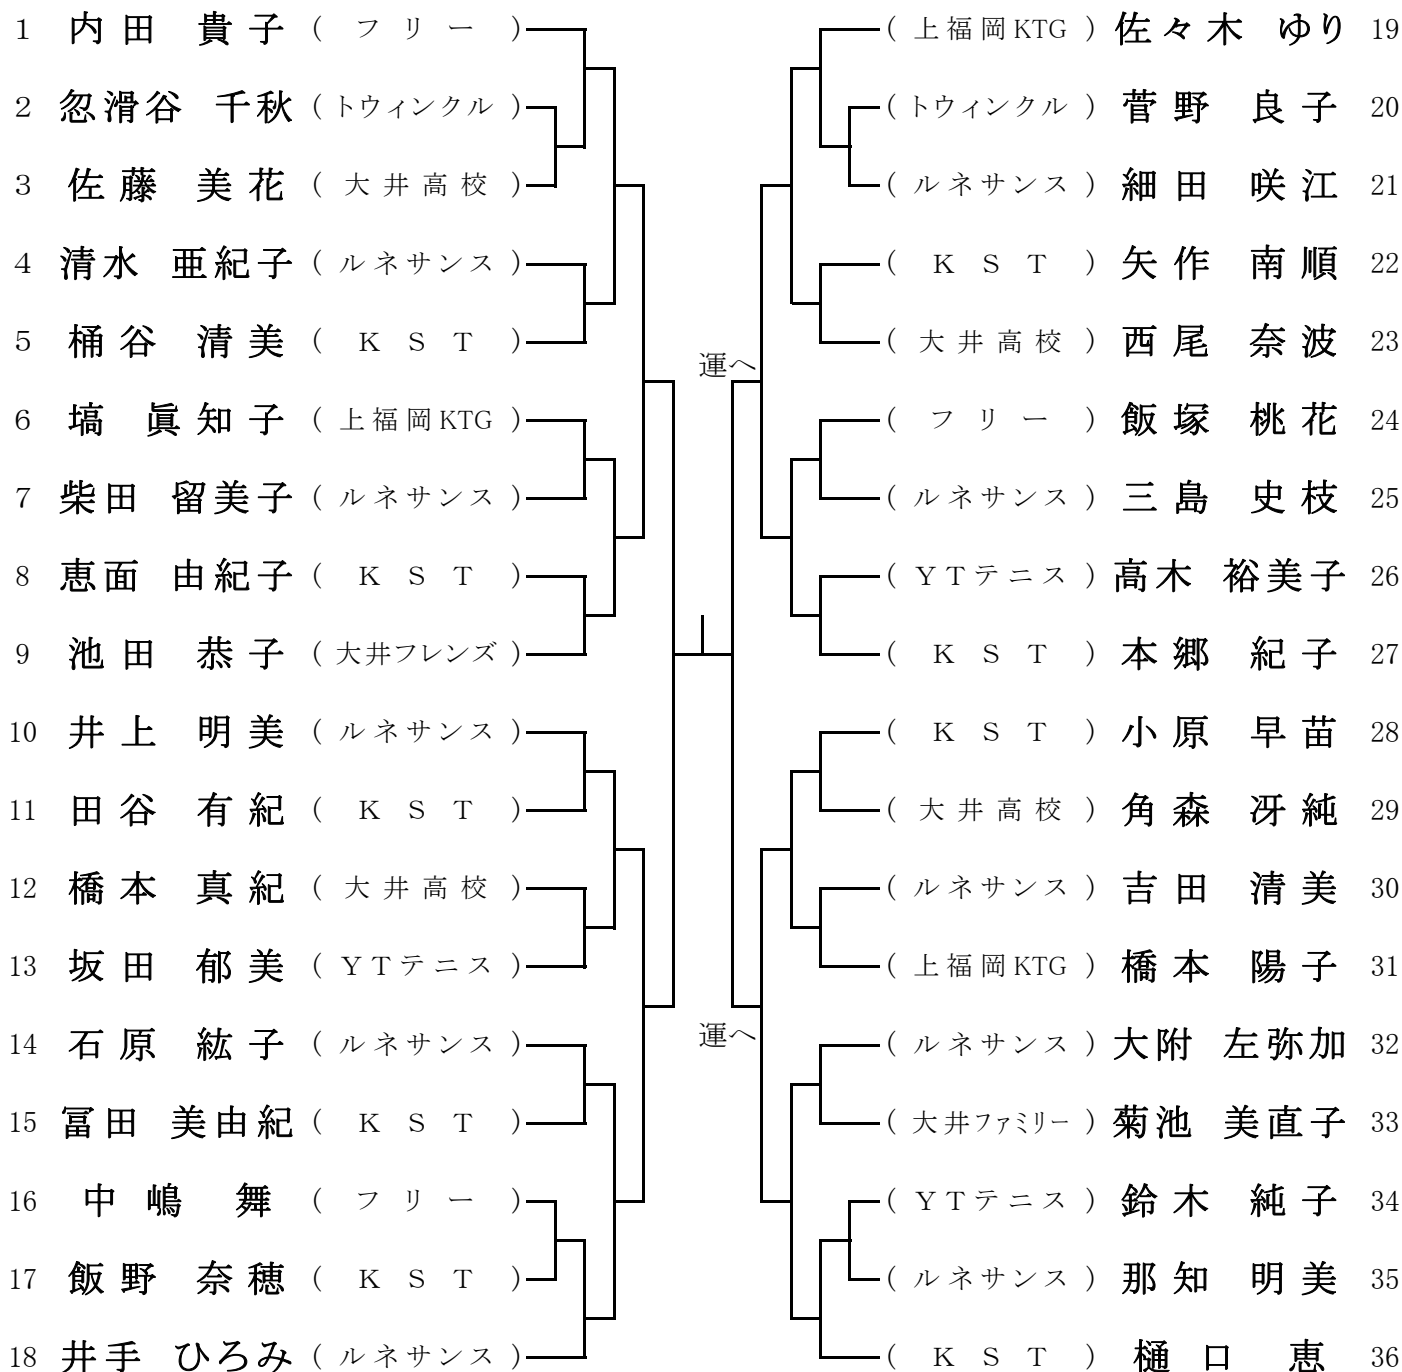 1 内田 貴子 ( フリー ) ( 上福岡KTG ) 佐々木 ゆり 19
2 忽滑谷 千秋 ( トウィンクル ) ( トウィンクル ) 菅野 良子 20
3 佐藤 美花 ( 大井高校 ) ( ルネサンス ) 細田 咲江 21
4 清水 亜紀子 ( ルネサンス ) ( KST ) 矢作 南順 22
5 桶谷 清美 ( KST ) ( 大井高校 ) 西尾 奈波 23
運へ
6 塙 眞知子 ( 上福岡KTG ) ( フリー ) 飯塚 桃花 24
7 柴田 留美子 ( ルネサンス ) ( ルネサンス ) 三島 史枝 25
8 恵面 由紀子 ( KST ) ( YTテニス ) 高木 裕美子 26
9 池田 恭子 ( 大井フレンズ ) ( KST ) 本郷 紀子 27
10 井上 明美 ( ルネサンス ) ( KST ) 小原 早苗 28
11 田谷 有紀 ( KST ) ( 大井高校 ) 角森 冴純 29
12 橋本 真紀 ( 大井高校 ) ( ルネサンス ) 吉田 清美 30
13 坂田 郁美 ( YTテニス ) ( 上福岡KTG ) 橋本 陽子 31
運へ
14 石原 紘子 ( ルネサンス ) ( ルネサンス ) 大附 左弥加 32
15 冨田 美由紀 ( KST ) ( 大井ファミリー ) 菊池 美直子 33
16 中嶋 舞 ( フリー ) ( YTテニス ) 鈴木 純子 34
17 飯野 奈穂 ( KST ) ( ルネサンス ) 那知 明美 35
18 井手 ひろみ ( ルネサンス ) ( KST ) 樋口 恵 36